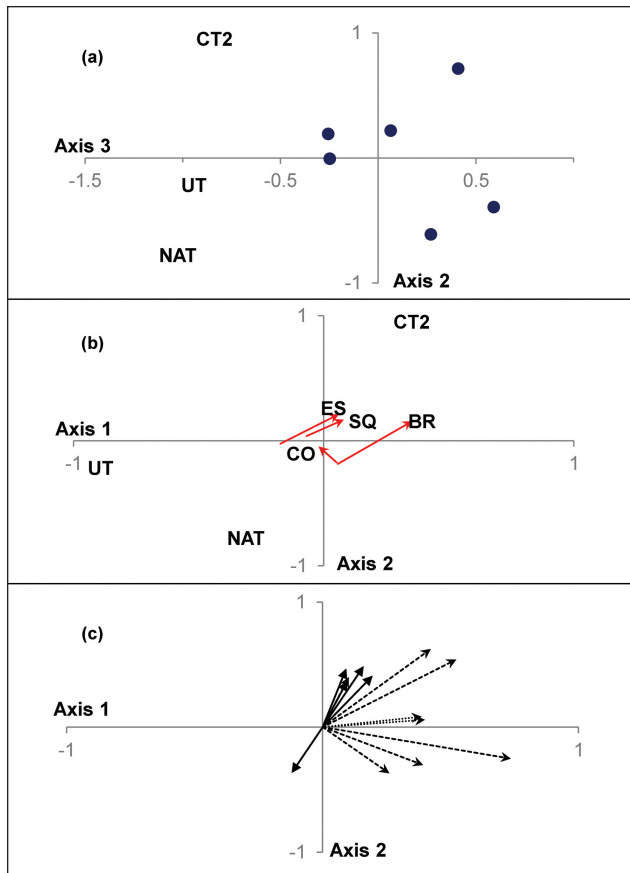 CT2
1
(a)
Axis 3
-1.5
-0.5
0.5
UT
NAT
-1
Axis 2
1
CT2
(b)
ES
SQ
BR
Axis 1
CO
-1
1
UT
NAT
-1
Axis 2
1
(c)
Axis 1
-1
1
-1
Axis 2